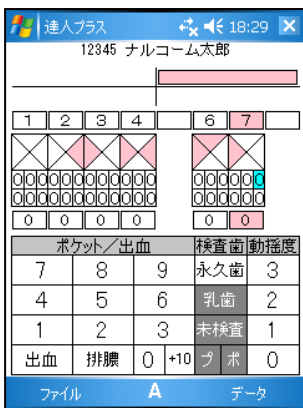 達人プラス 18:29
12345 ナルコーム太郎
1 2 3 4 6 7
000000000000 000000
000000000000 000000
0 0 0 0 0 0
ポケット／出血 検査歯 動揺度
7 8 9 永久歯 3
4 5 6 乳歯 2
1 2 3 未検査 1
出血 排膿 0 +10 プ ポ 0
ファイル A データ